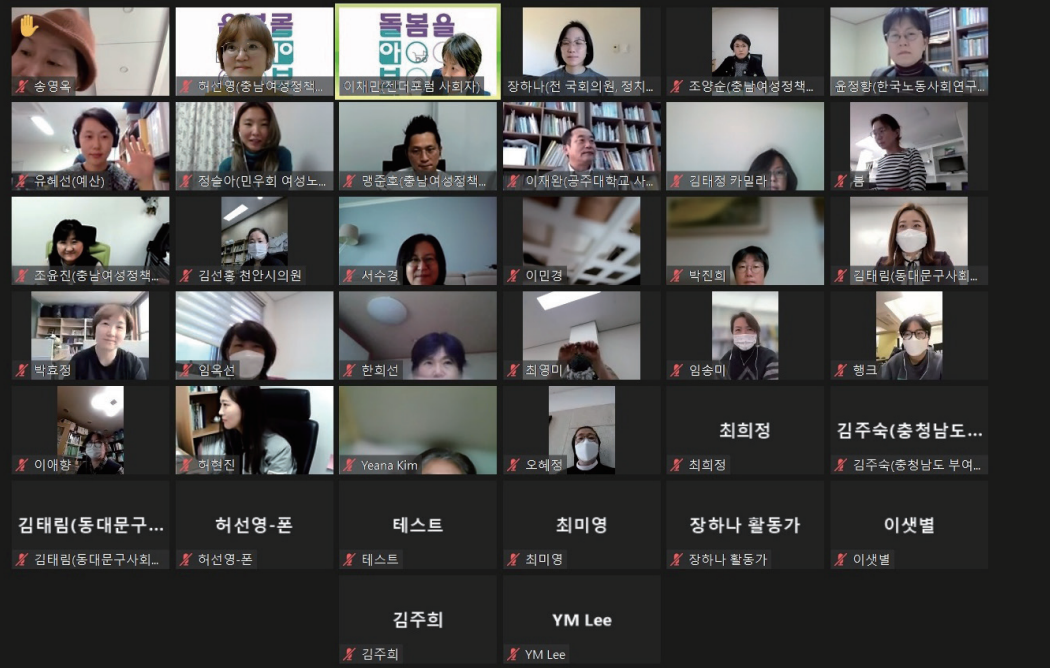 송영옥
허선영(충남여성정책...
돌봄을
이채민(젠더포럼 사회자)
장하나(전 국회의원, 정치...
조양순(충남여성정책...
윤정향(한국노동사회연구...
유혜선(예산)
정슬아(민우회 여성노...
맹준호(충남여성정책...
이재완(공주대학교 사...
김태정 카밀라
봄
조윤진(충남여성정책...
김선홍 천안시의원
서수경
이민경
박진희
김태림(동대문구사회...
박효정
임옥선
한희선
최영미
임송미
행크
이애향
허현진
Yeana Kim
오혜정
최희정
최희정
김주숙(충청남도...
김주숙(충청남도 부여...
김태림(동대문구...
김태림(동대문구사회...
허선영-폰
허선영-폰
테스트
테스트
최미영
최미영
장하나 활동가
장하나 활동가
이샛별
이샛별
김주희
김주희
YM Lee
YM Lee